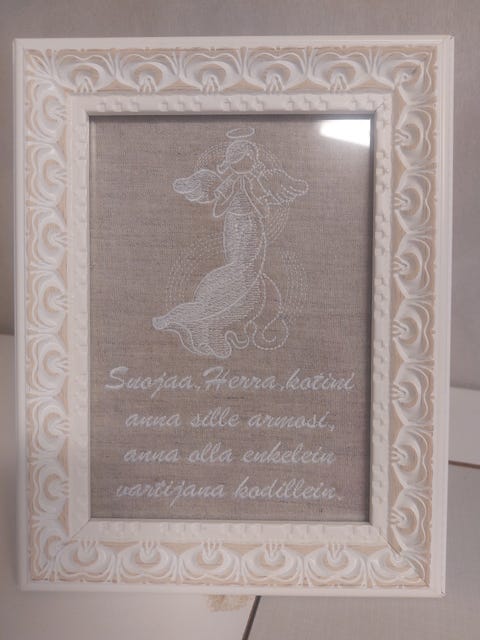 Suojaa, Herra, kotini
anna sille armosi,
anna olla enkelein
vartijana kodillein.